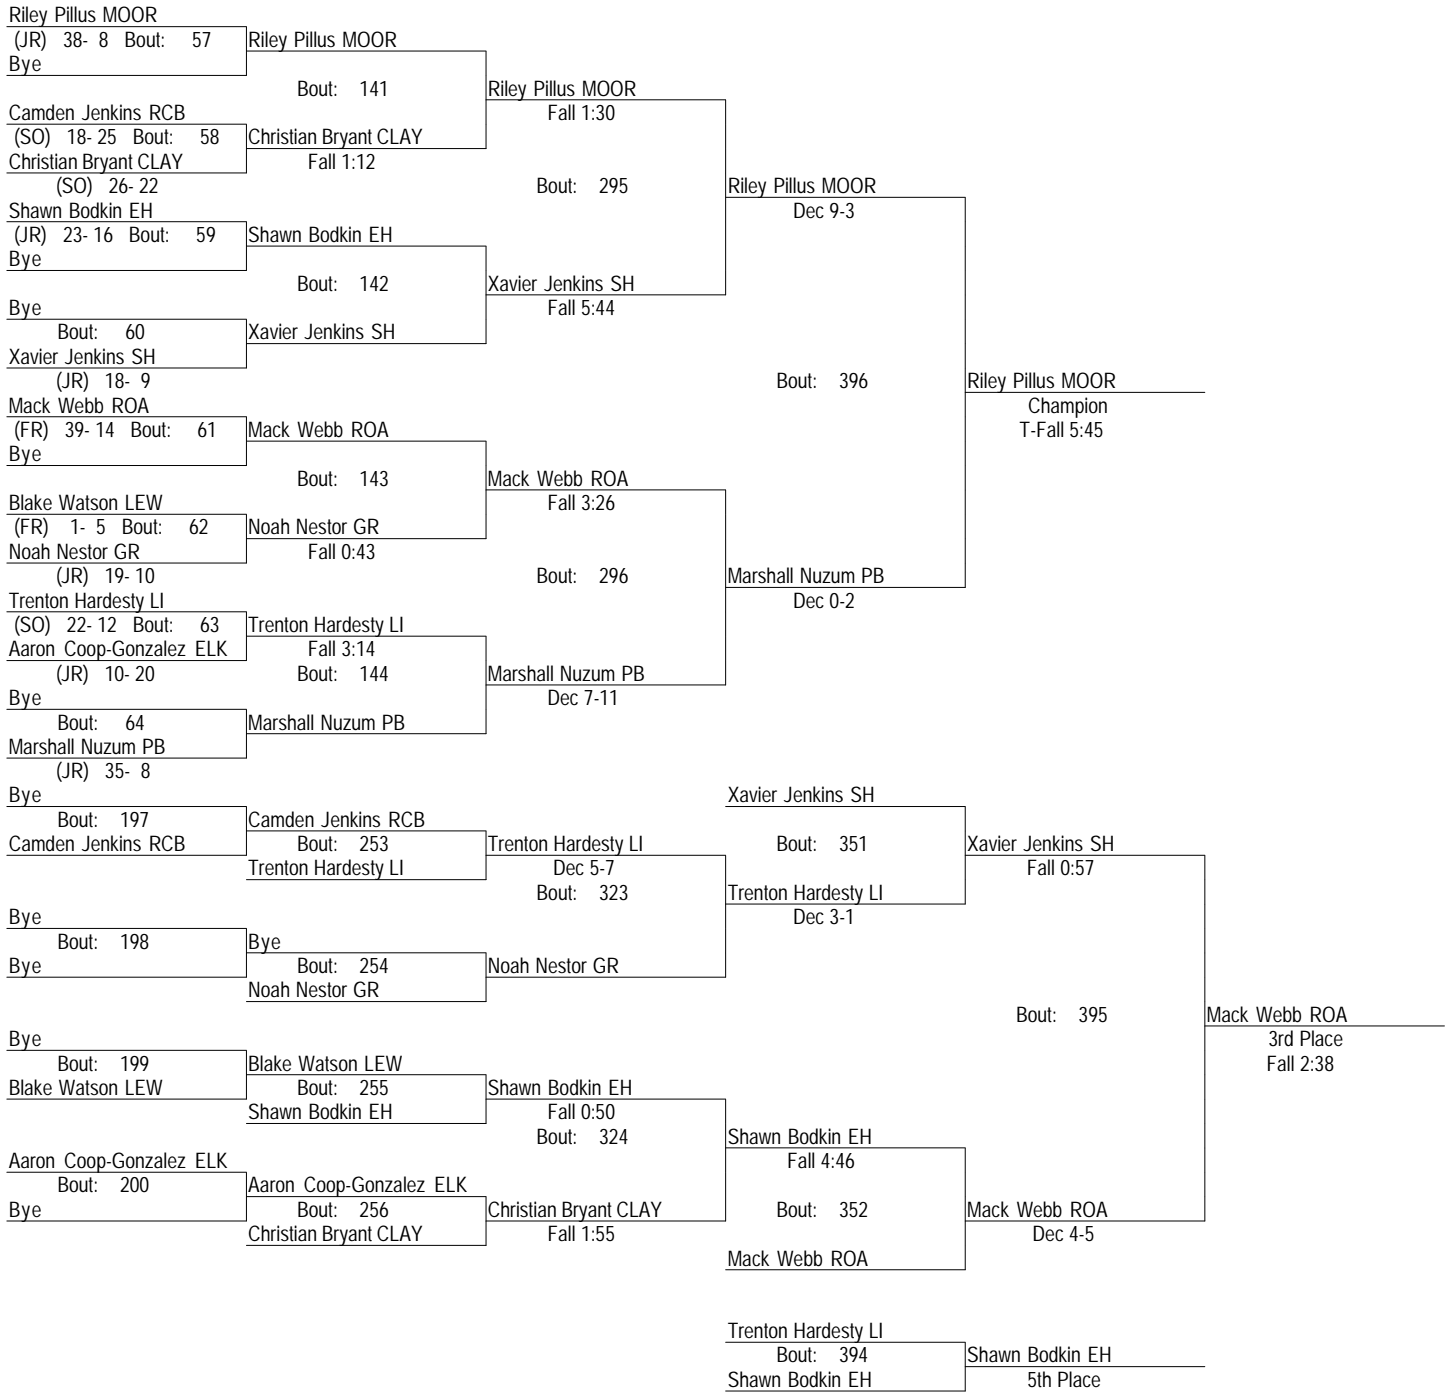 Riley Pillus MOOR
(JR) 38- 8 Bout: 57 Riley Pillus MOOR
Bye
Bout: 141 Riley Pillus MOOR
Camden Jenkins RCB Fall 1:30
(SO) 18- 25 Bout: 58 Christian Bryant CLAY
Christian Bryant CLAY Fall 1:12
(SO) 26- 22 Bout: 295 Riley Pillus MOOR
Shawn Bodkin EH Dec 9-3
(JR) 23- 16 Bout: 59 Shawn Bodkin EH
Bye
Bout: 142 Xavier Jenkins SH
Bye Fall 5:44
Bout: 60 Xavier Jenkins SH
Xavier Jenkins SH
(JR) 18- 9 Bout: 396 Riley Pillus MOOR
Mack Webb ROA Champion
(FR) 39- 14 Bout: 61 Mack Webb ROA T-Fall 5:45
Bye
Bout: 143 Mack Webb ROA
Blake Watson LEW Fall 3:26
(FR) 1- 5 Bout: 62 Noah Nestor GR
Noah Nestor GR Fall 0:43
(JR) 19- 10 Bout: 296 Marshall Nuzum PB
Trenton Hardesty LI Dec 0-2
(SO) 22- 12 Bout: 63 Trenton Hardesty LI
Aaron Coop-Gonzalez ELK Fall 3:14
(JR) 10- 20 Bout: 144 Marshall Nuzum PB
Bye Dec 7-11
Bout: 64 Marshall Nuzum PB
Marshall Nuzum PB
(JR) 35- 8
Bye Xavier Jenkins SH
Bout: 197 Camden Jenkins RCB
Camden Jenkins RCB Bout: 253 Trenton Hardesty LI Bout: 351 Xavier Jenkins SH
Trenton Hardesty LI Dec 5-7 Fall 0:57
Bout: 323 Trenton Hardesty LI
Bye Dec 3-1
Bout: 198 Bye
Bye Bout: 254 Noah Nestor GR
Noah Nestor GR
Bout: 395 Mack Webb ROA
Bye 3rd Place
Bout: 199 Blake Watson LEW Fall 2:38
Blake Watson LEW Bout: 255 Shawn Bodkin EH
Shawn Bodkin EH Fall 0:50
Bout: 324 Shawn Bodkin EH
Aaron Coop-Gonzalez ELK Fall 4:46
Bout: 200 Aaron Coop-Gonzalez ELK
Bye Bout: 256 Christian Bryant CLAY Bout: 352 Mack Webb ROA
Christian Bryant CLAY Fall 1:55 Dec 4-5
Mack Webb ROA
Trenton Hardesty LI
Bout: 394 Shawn Bodkin EH
Shawn Bodkin EH 5th Place